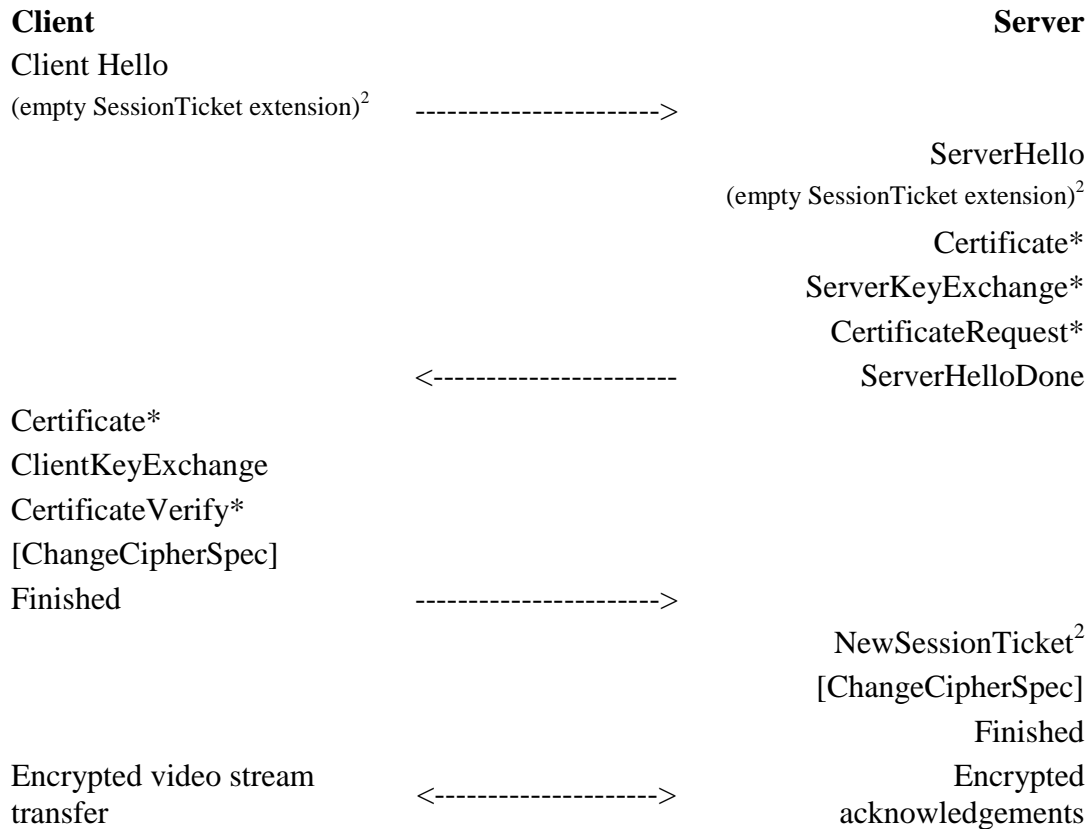 Client Server
Client Hello
(empty SessionTicket extension)2 ----------------------->
ServerHello
(empty SessionTicket extension)2
Certificate*
ServerKeyExchange*
CertificateRequest*
<----------------------- ServerHelloDone
Certificate*
ClientKeyExchange
CertificateVerify*
[ChangeCipherSpec]
Finished ----------------------->
NewSessionTicket2
[ChangeCipherSpec]
Finished
Encrypted video stream Encrypted
<---------------------->
transfer acknowledgements